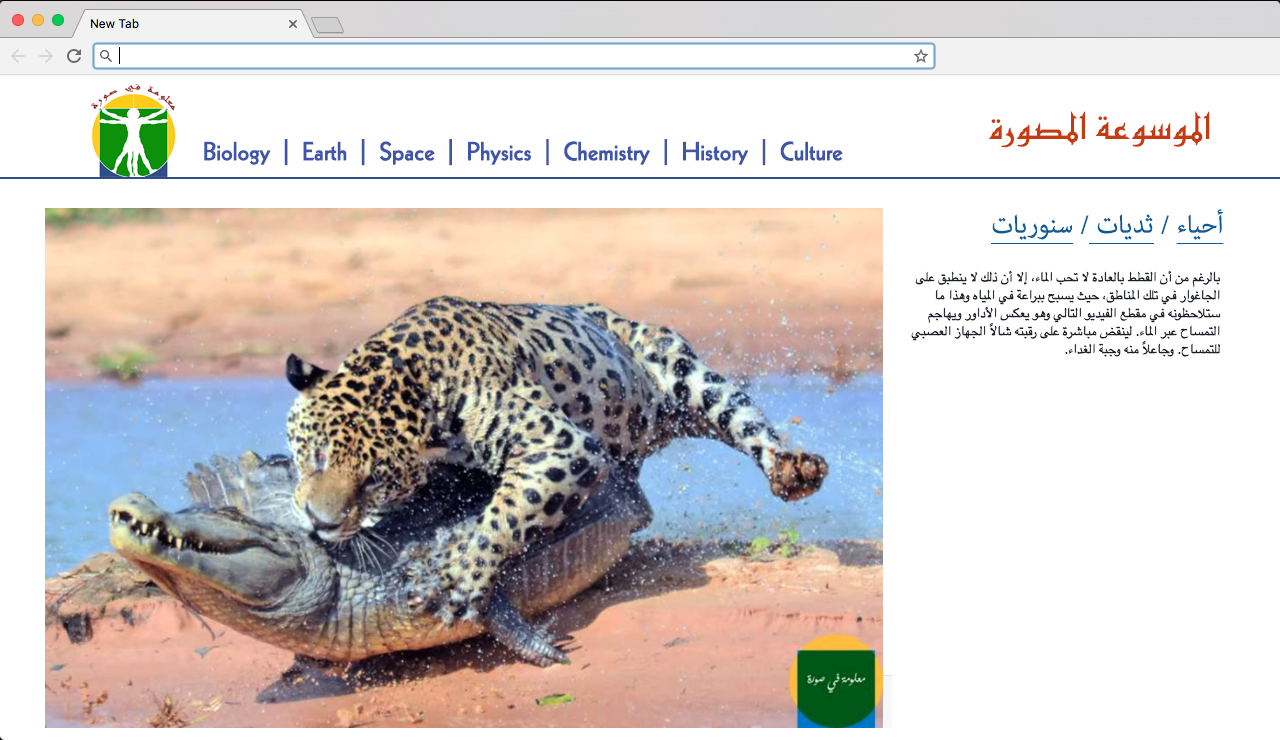 New Tab
معلومة في صورة
Biology | Earth | Space | Physics | Chemistry | History | Culture
الموسوعة المصورة
أحياء / ثديات / سنوريات
بالرغم من أن القطط بالعادة لا تحب الماء، إلا أن ذلك لا ينطبق على
الجاغوار في تلك المناطق، حيث يسبح ببراعة في المياه وهذا ما
ستلاحظونه في مقطع الفيديو التالي وهو يعكس الأداور ويهاجم
التمساح عبر الماء. لينقض مباشرة على رقبته شالاً الجهاز العصبي
للتمساح. وجاعلاً منه وجبة الغداء.
معلومة في صورة